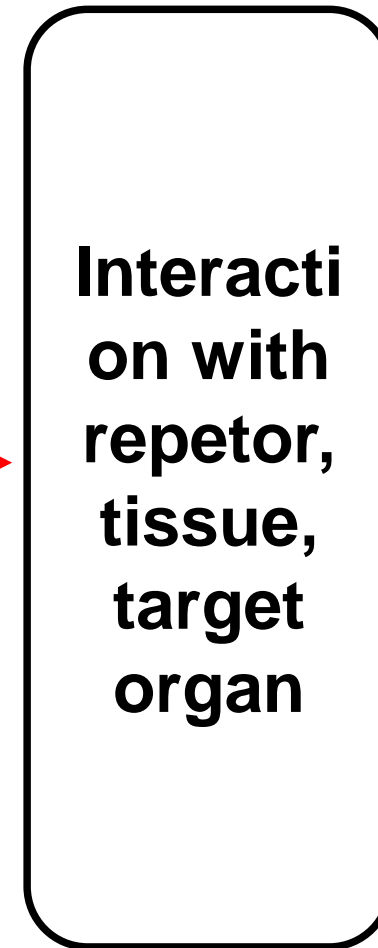 Interacti
on with
repetor,
tissue,
target
organ